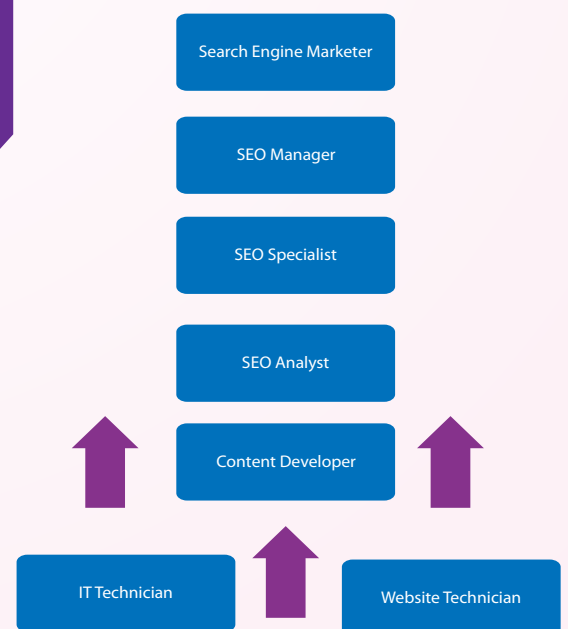 Search Engine Marketer
SEO Manager
SEO Specialist
SEO Analyst
Content Developer
IT Technician
Website Technician